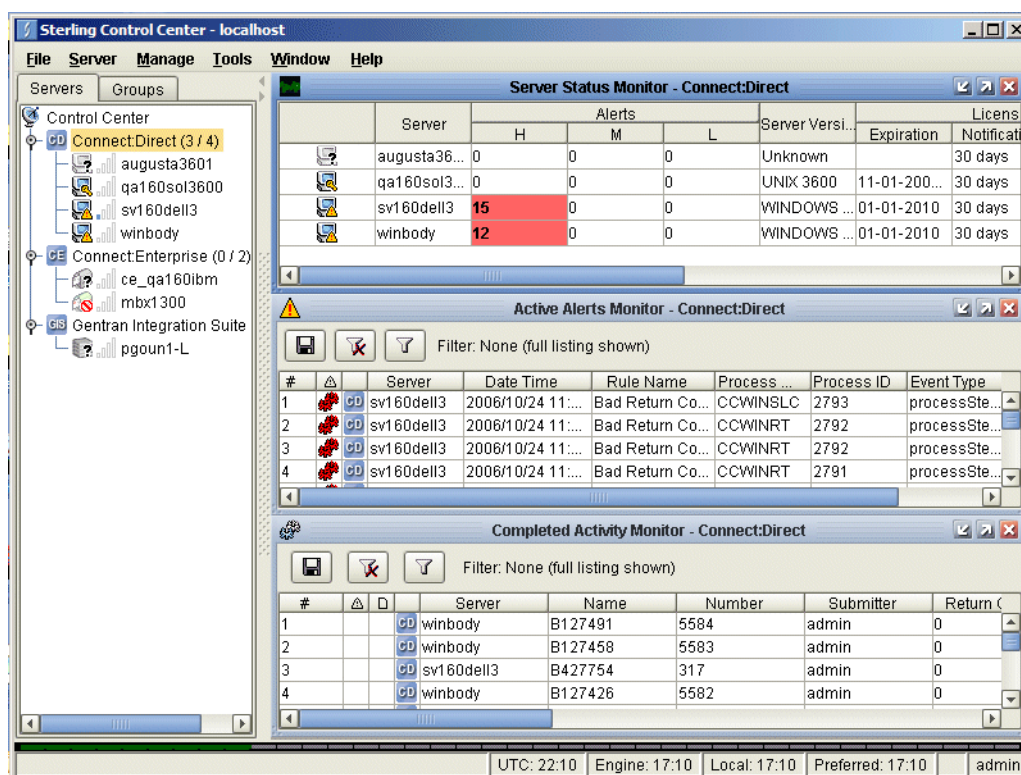 Sterling Control Center - localhost
File Server Manage Tools Window Help
Servers Groups
Control Center
CD Connect:Direct (3 / 4)
augusta3601
qa160sol3600
sv160dell3
winbody
CE Connect:Enterprise (0 / 2)
ce_qa160ibm
mbx1300
GIS Gentran Integration Suite
pgoun1-L
Server Status Monitor - Connect:Direct
Server Alerts Server Versi... Licens
H M L Expiration Notificati
augusta36... 0 0 0 Unknown 30 days
qa160sol3... 0 0 0 UNIX 3600 11-01-200... 30 days
sv160dell3 15 0 0 WINDOWS ... 01-01-2010 30 days
winbody 12 0 0 WINDOWS ... 01-01-2010 30 days
Active Alerts Monitor - Connect:Direct
Filter: None (full listing shown)
# Server Date Time Rule Name Process ... Process ID Event Type
1 CD sv160dell3 2006/10/24 11:... Bad Return Co... CCWINSLC 2793 processSte...
2 CD sv160dell3 2006/10/24 11:... Bad Return Co... CCWINRT 2792 processSte...
3 CD sv160dell3 2006/10/24 11:... Bad Return Co... CCWINRT 2792 processSte...
4 CD sv160dell3 2006/10/24 11:... Bad Return Co... CCWINRT 2791 processSte...
Completed Activity Monitor - Connect:Direct
Filter: None (full listing shown)
# D Server Name Number Submitter Return C
1 CD winbody B127491 5584 admin 0
2 CD winbody B127458 5583 admin 0
3 CD sv160dell3 B427754 317 admin 0
4 CD winbody B127426 5582 admin 0
UTC: 22:10 Engine: 17:10 Local: 17:10 Preferred: 17:10 admin